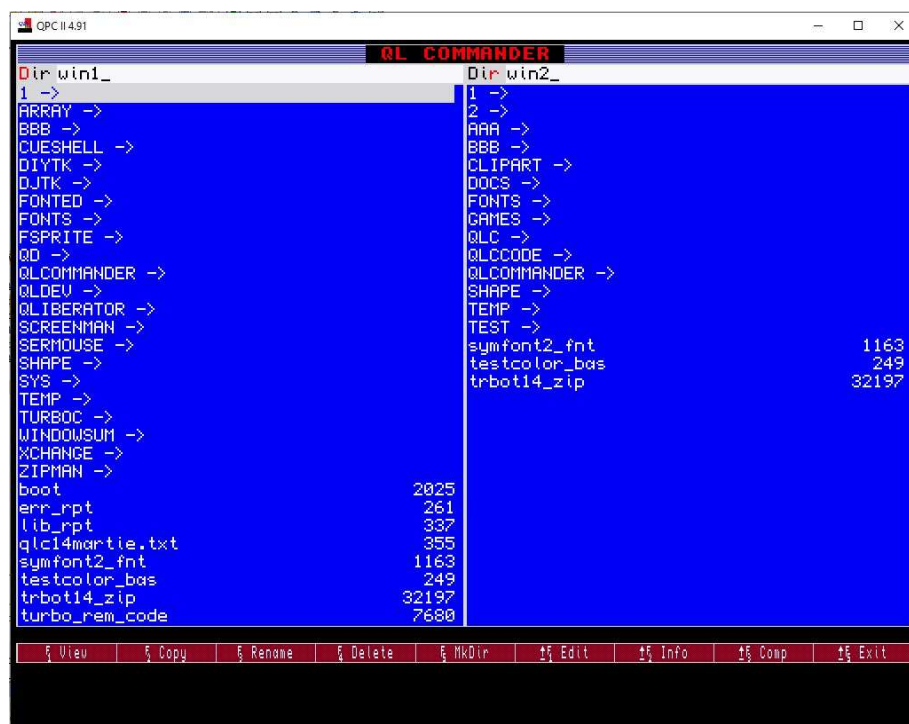 QPC II 4.91
QL COMMANDER
Dir win1_
1 ->
ARRAY ->
BBB ->
CUESHELL ->
DIYTK ->
DJTK ->
FONTED ->
FONTS ->
FSPRITE ->
QD ->
QLCOMMANDER ->
QLDEV ->
QLIBERATOR ->
SCREENMAN ->
SERMOUSE ->
SHAPE ->
SYS ->
TEMP ->
TURBOC ->
WINDOWSUM ->
XCHANGE ->
ZIPMAN ->
boot 2025
err_rpt 261
lib_rpt 337
qlc14martie.txt 355
symfont2_fnt 1163
testcolor_bas 249
trbot14_zip 32197
turbo_rem_code 7680
Dir win2_
1 ->
2 ->
AAA ->
BBB ->
CLIPART ->
DOCS ->
FONTS ->
GAMES ->
QLC ->
QLCCODE ->
QLCOMMANDER ->
SHAPE ->
TEMP ->
TEST ->
symfont2_fnt 1163
testcolor_bas 249
trbot14_zip 32197
View Copy Rename Delete MkDir Edit Info Comp Exit